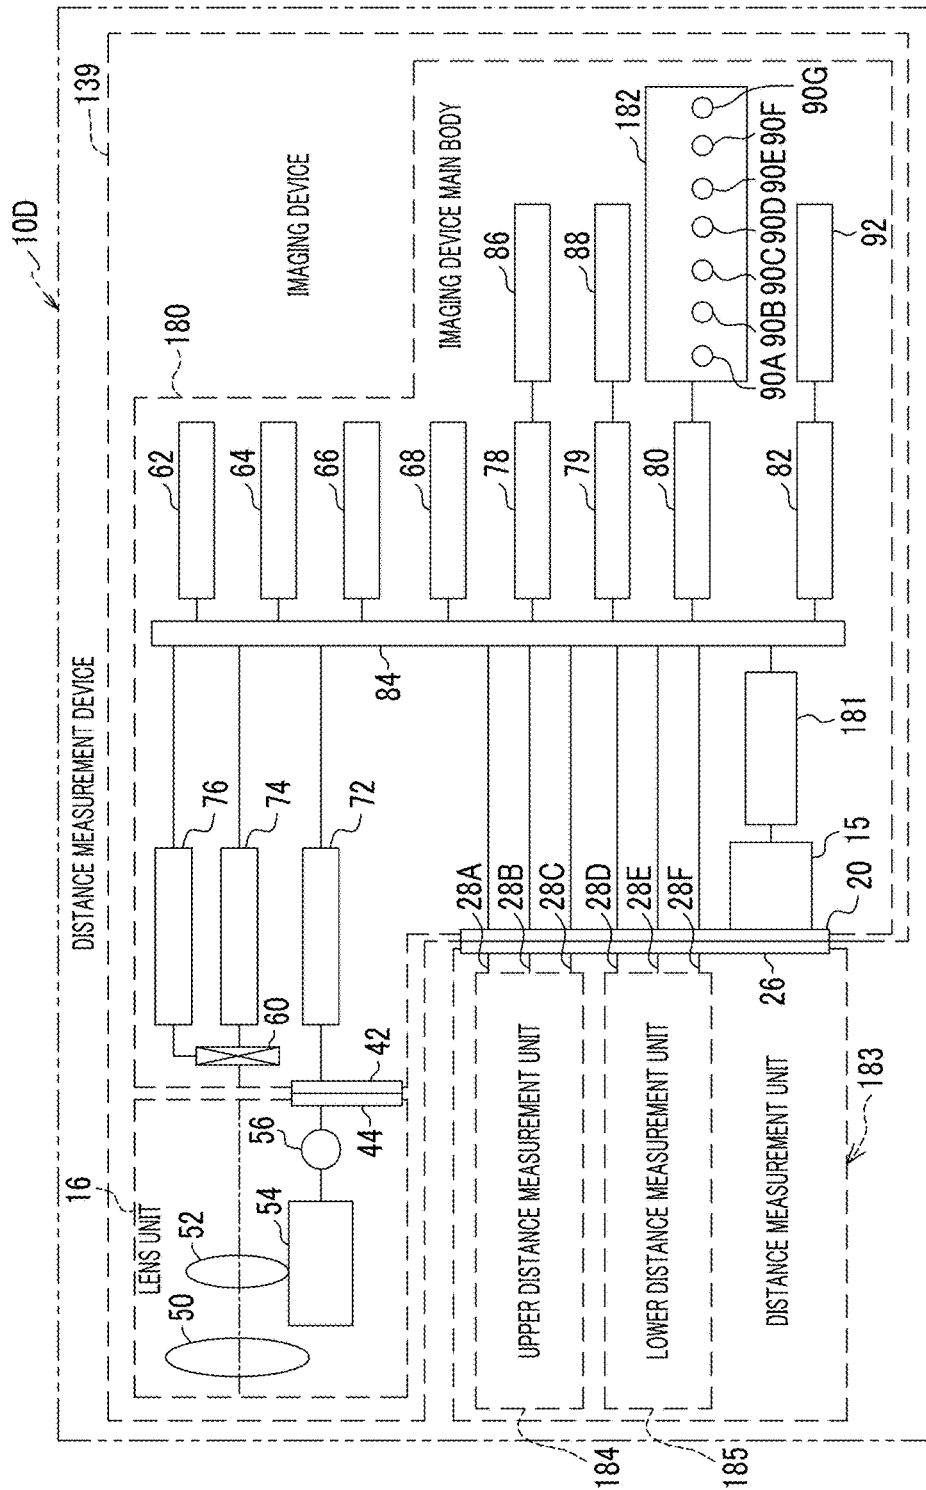 10D
DISTANCE MEASUREMENT DEVICE
139
IMAGING DEVICE
180
IMAGING DEVICE MAIN BODY
16
LENS UNIT
50
52
54
56
44
42
60
76
74
72
84
62
64
66
68
78
79
80
82
86
88
182
90A
90B
90C
90D
90E
90F
90G
92
28A
28B
28C
28D
28E
28F
181
15
20
26
UPPER DISTANCE MEASUREMENT UNIT
LOWER DISTANCE MEASUREMENT UNIT
DISTANCE MEASUREMENT UNIT
184
185
183